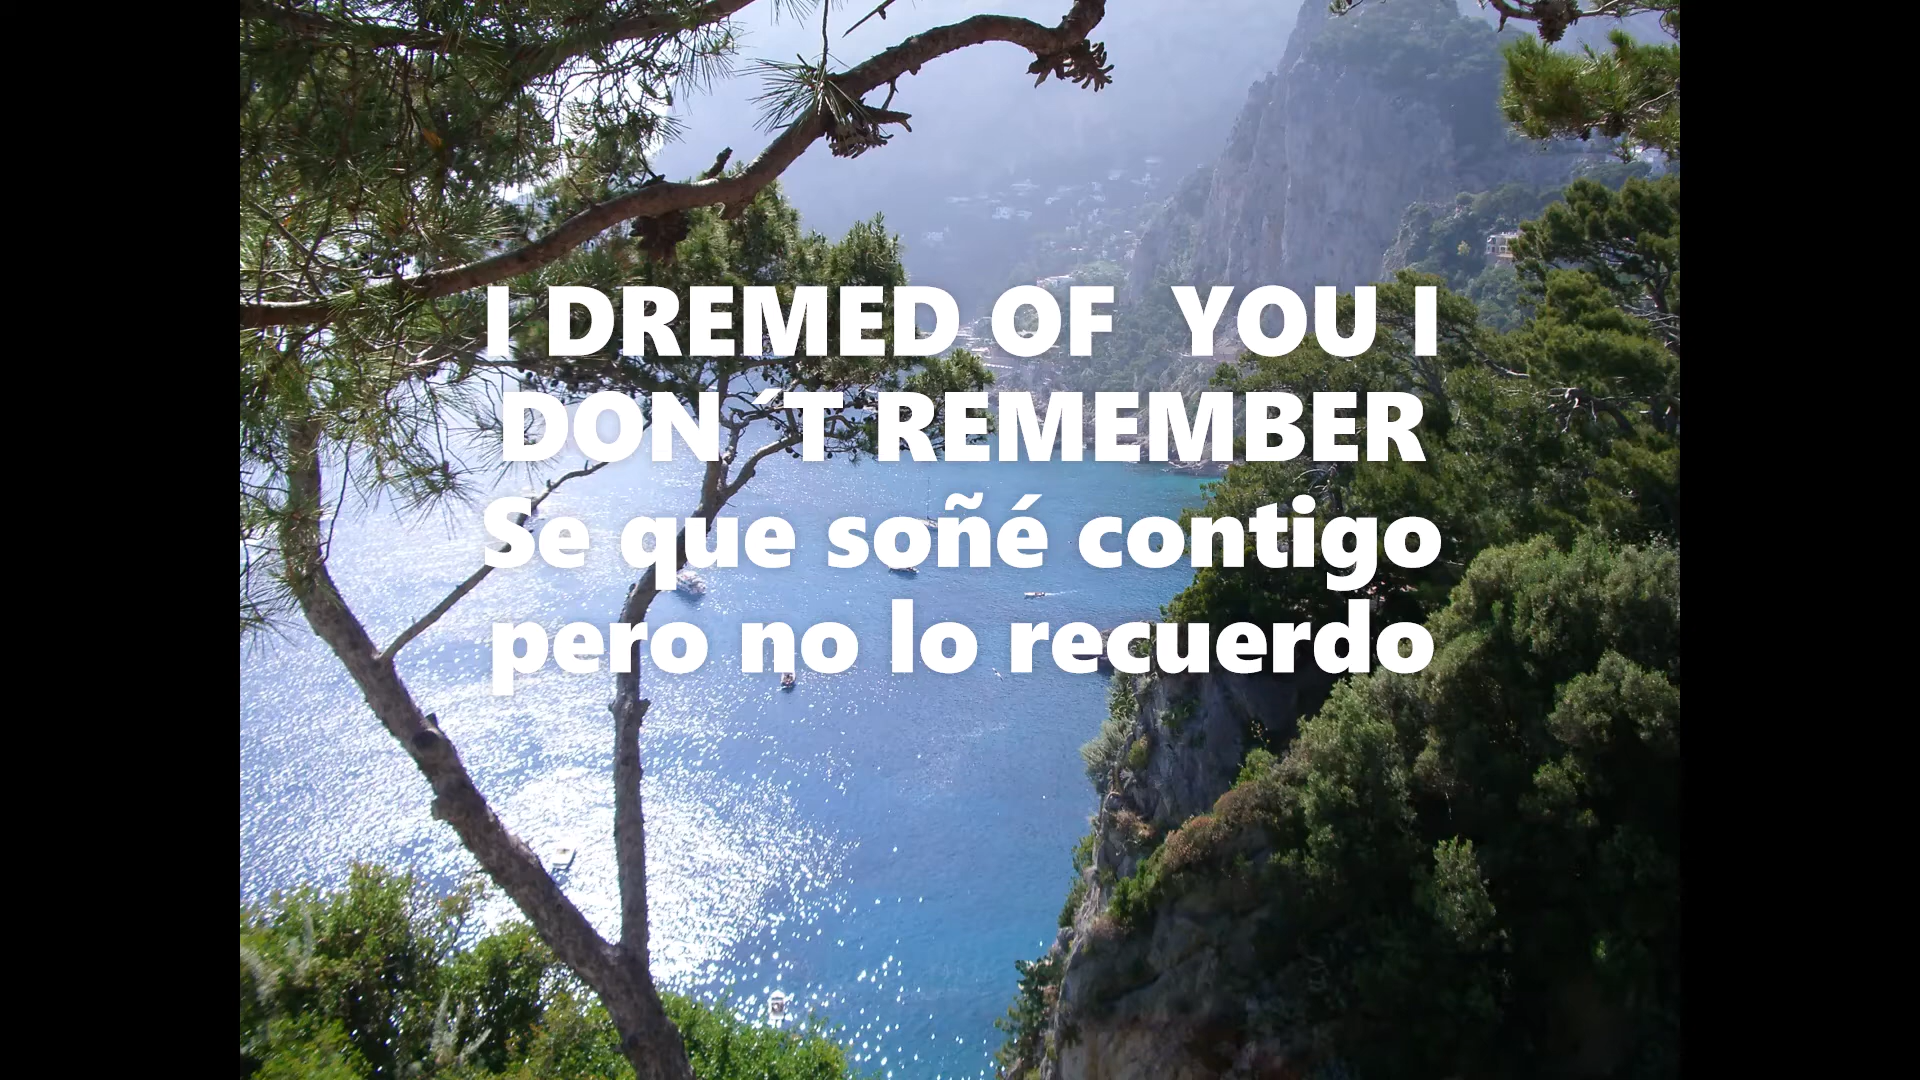 I DREMED OF  YOU I
DON ´T REMEMBER
Se que soñé contigo
pero no lo recuerdo